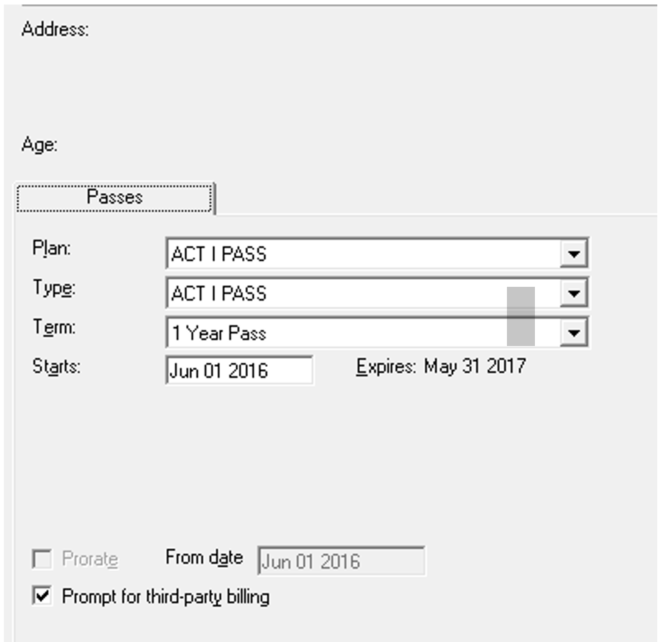 Address:
Age:
Passes
Plan: ACT I PASS
Type: ACT I PASS
Term: 1 Year Pass
Starts: Jun 01 2016 Expires: May 31 2017
Prorate From date Jun 01 2016
Prompt for third-party billing